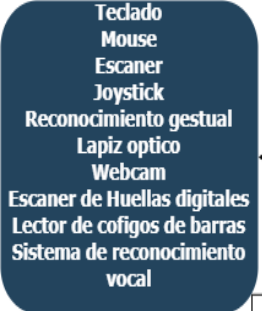 Teclado
Mouse
Escaner
Joystick
Reconocimiento gestual
Lapiz optico
Webcam
Escaner de Huellas digitales
Lector de cofigos de barras
Sistema de reconocimiento
vocal